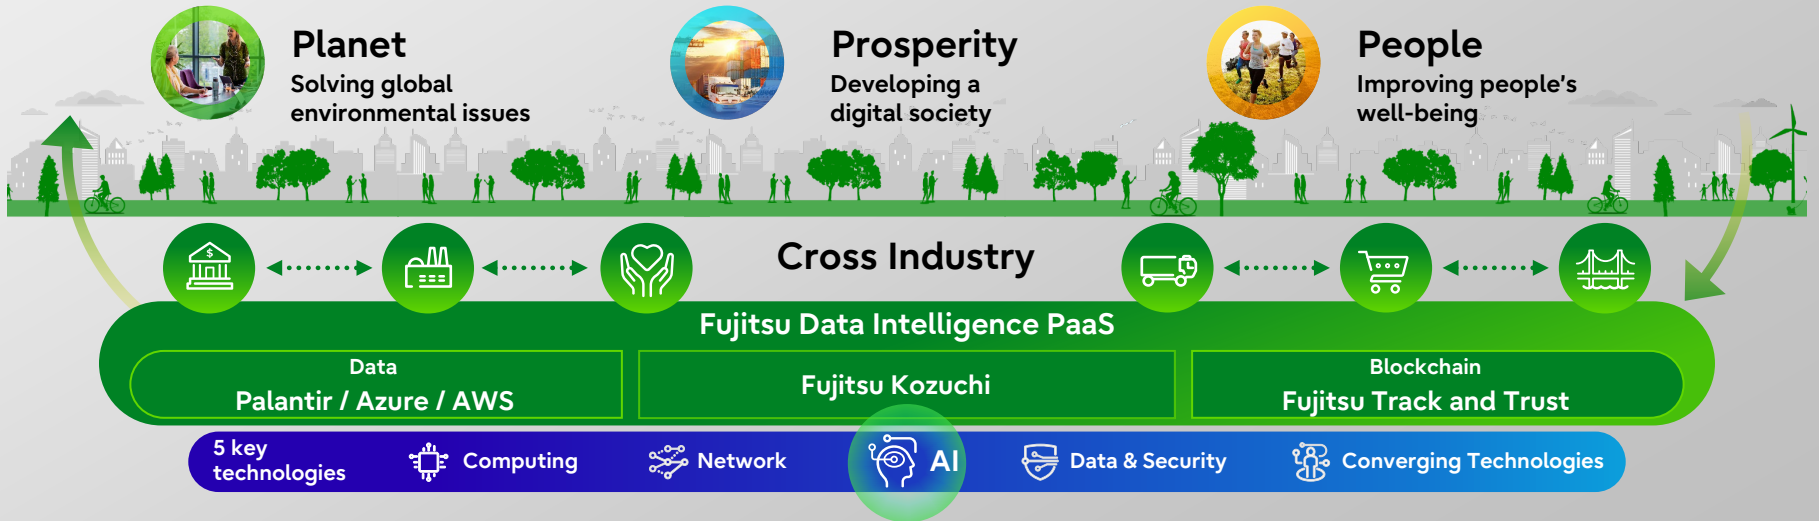 Planet
Solving global
environmental issues
Prosperity
Developing a
digital society
People
Improving people's
well-being
Cross Industry
Fujitsu Data Intelligence PaaS
Data
Palantir / Azure / AWS
Fujitsu Kozuchi
Blockchain
Fujitsu Track and Trust
5 key
technologies
Computing
Network
AI
Data & Security
Converging Technologies